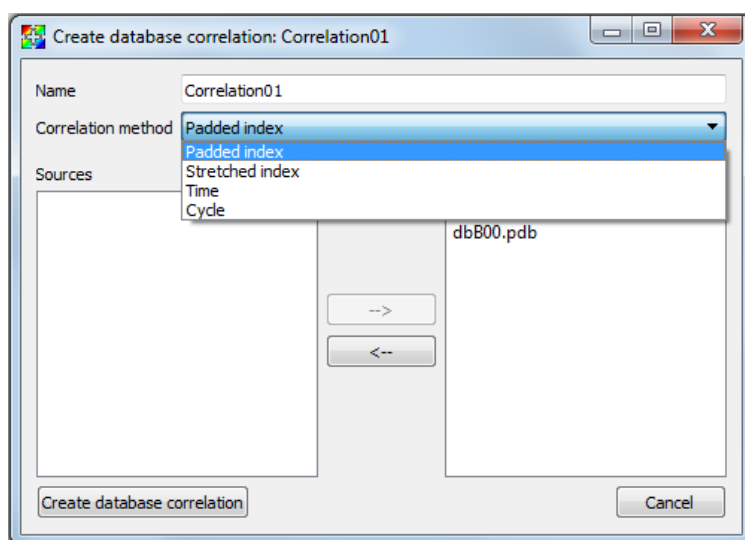 Create database correlation: Correlation01
Name Correlation01
Correlation method Padded index
Padded index
Sources
Stretched index
Time
Cycle
dbB00.pdb
-->
<--
Create database correlation
Cancel